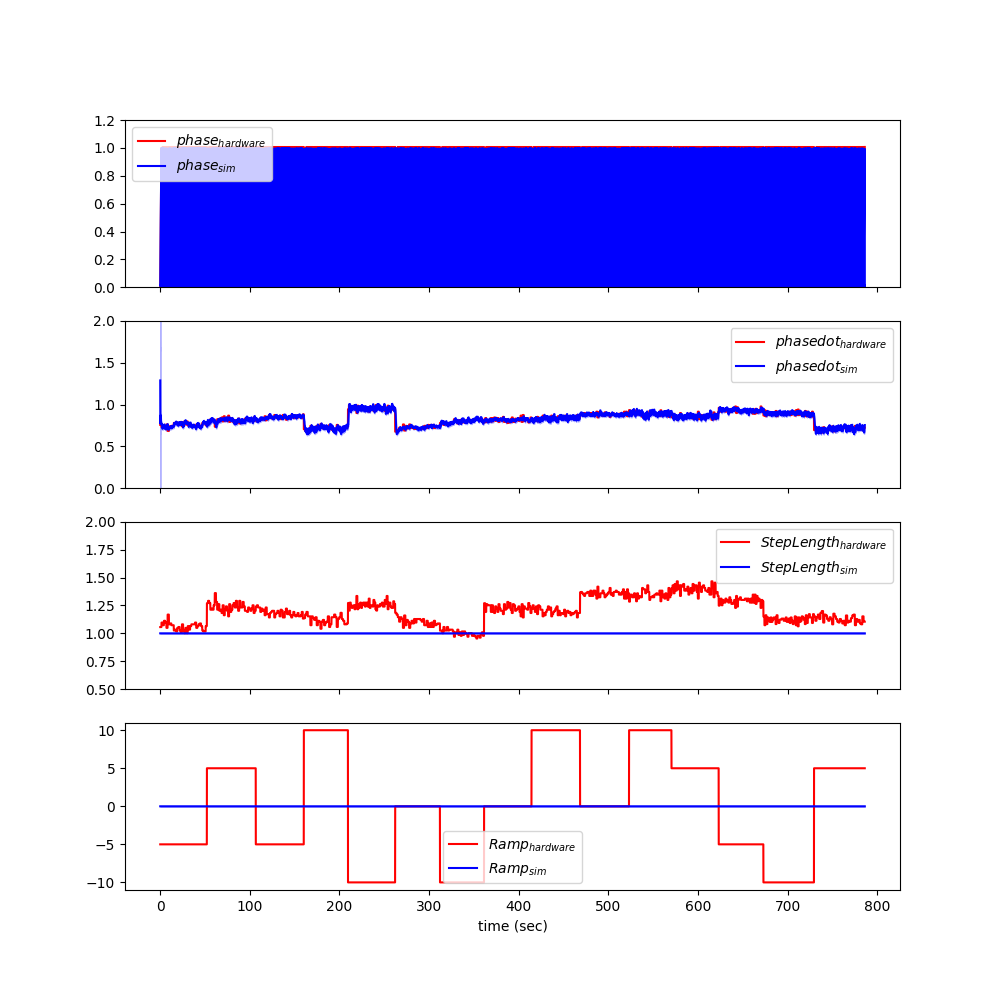 1.2
1.0
0.8
0.6
0.4
0.2
0.0
phase_hardware
phase_sim
2.0
1.5
1.0
0.5
0.0
phasedot_hardware
phasedot_sim
2.00
1.75
1.50
1.25
1.00
0.75
0.50
StepLength_hardware
StepLength_sim
10
5
0
−5
−10
Ramp_hardware
Ramp_sim
0 100 200 300 400 500 600 700 800
time (sec)